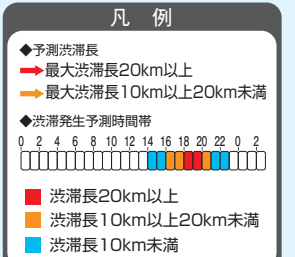 凡 例
◆予測渋滞長
最大渋滞長20km以上
最大渋滞長10km以上20km未満
◆渋滞発生予測時間帯
0 2 4 6 8 10 12 14 16 18 20 22 0 2
渋滞長20km以上
渋滞長10km以上20km未満
渋滞長10km未満